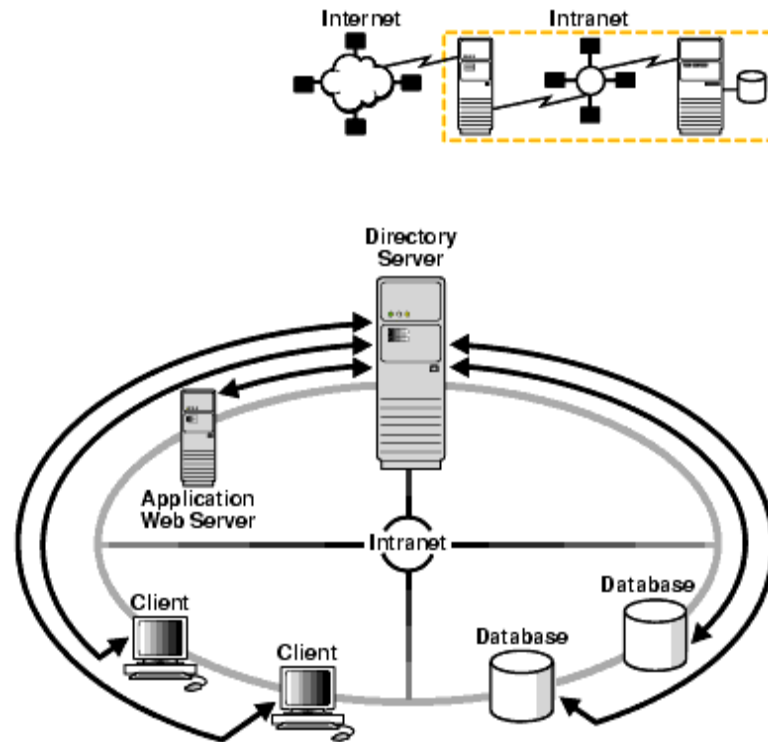 Internet
Intranet
Directory
Server
Application
Web Server
Intranet
Database
Client
Database
Client